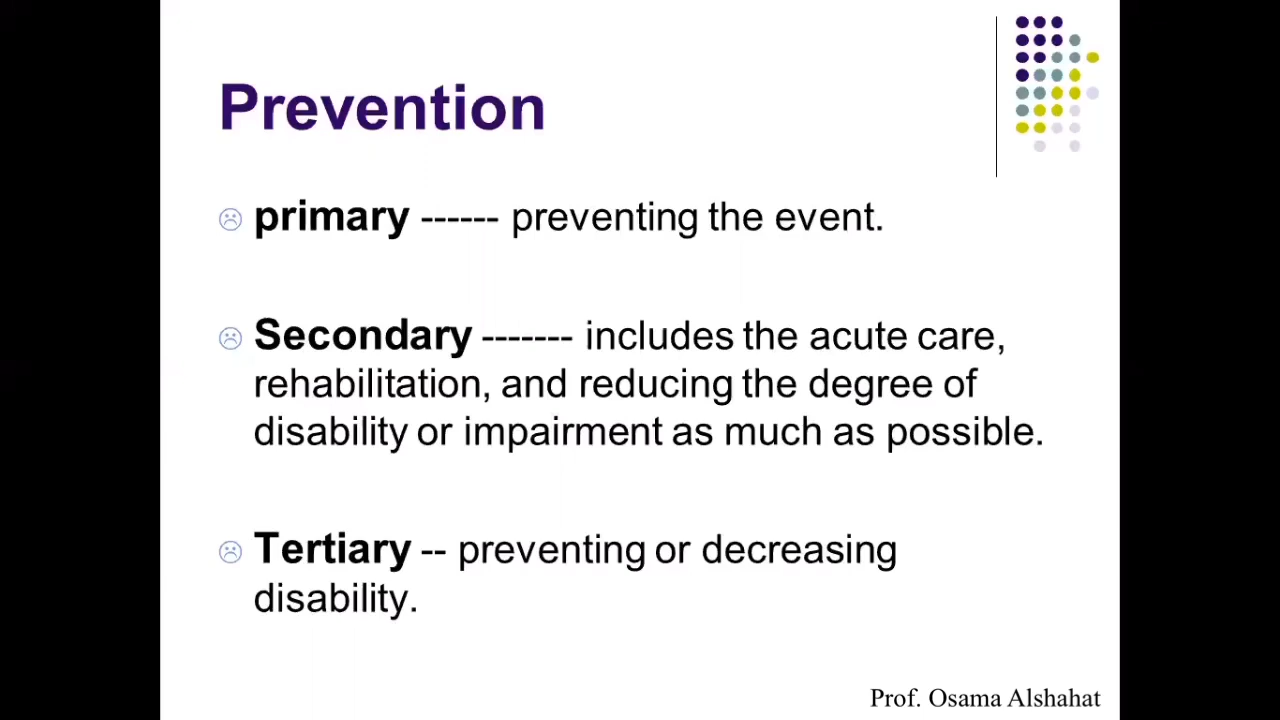 Prevention
primary ------ preventing the event.
Secondary ------- includes the acute care,
rehabilitation, and reducing the degree of
disability or impairment as much as possible.
Tertiary -- preventing or decreasing
disability.
Prof. Osama Alshahat